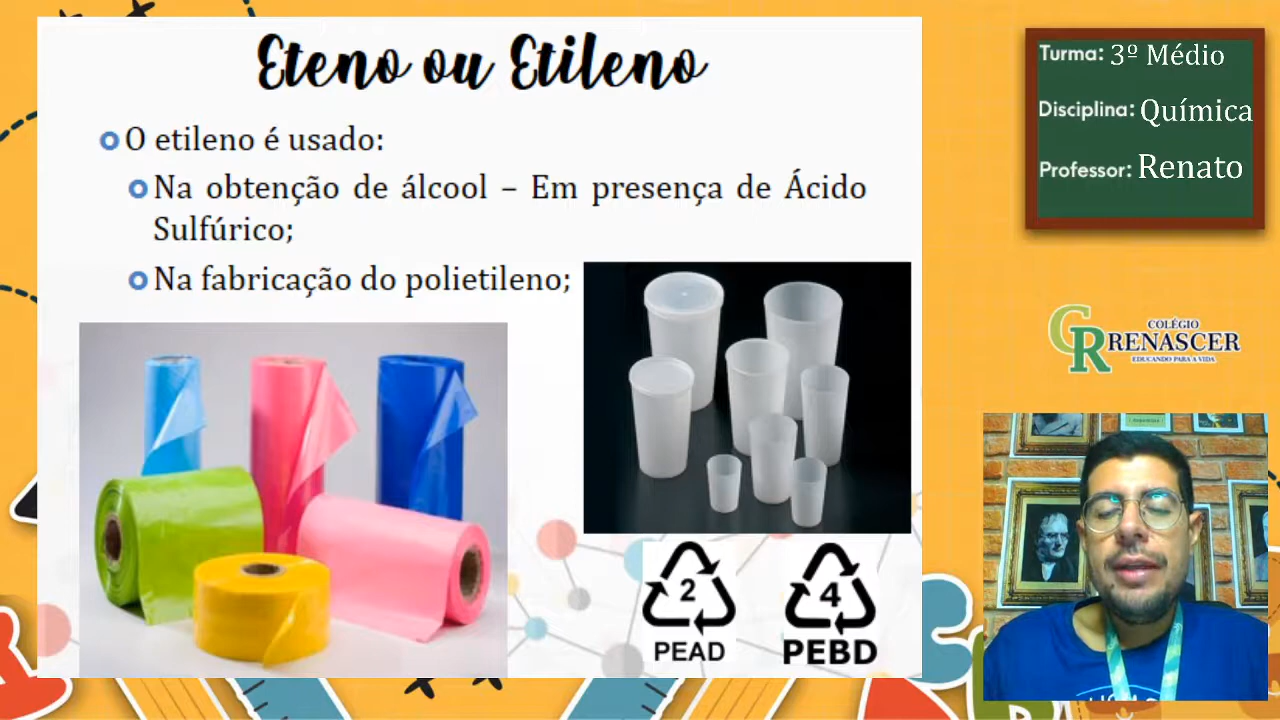 Eteno ou Etileno
O etileno é usado:
Na obtenção de álcool – Em presença de Ácido
Sulfúrico;
Na fabricação do polietileno;
2
PEAD
4
PEBD
Turma: 3º Médio
Disciplina: Química
Professor: Renato
CR
COLÉGIO
RENASCER
EDUCANDO PARA A VIDA